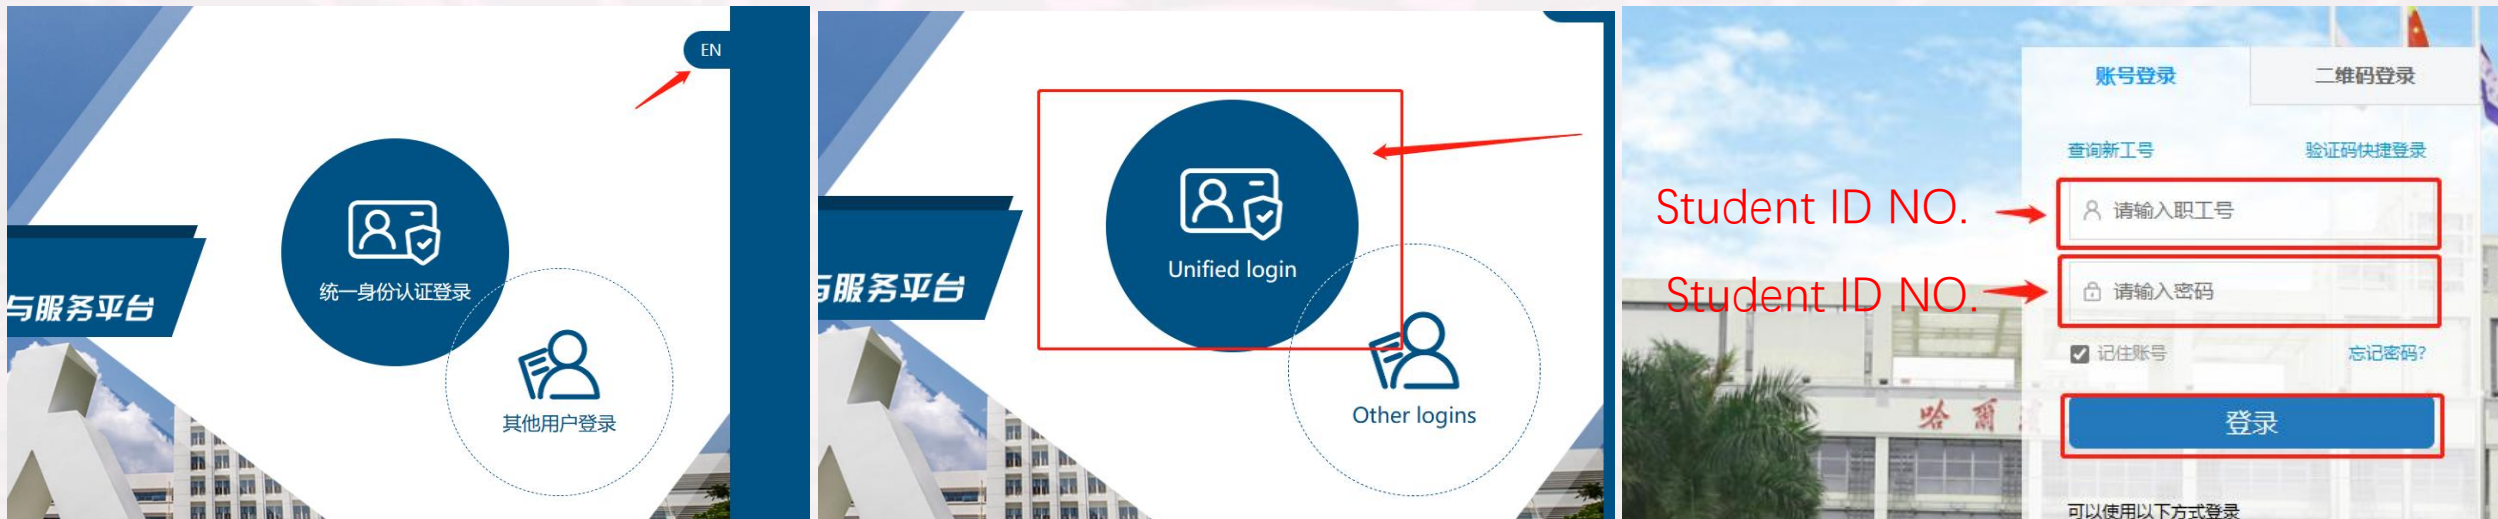 EN
统一身份认证登录
与服务平台
其他用户登录
Unified login
服务平台
Other logins
账号登录
二维码登录
查询新工号
验证码快捷登录
Student ID NO.
请输入职工号
Student ID NO.
请输入密码
记住账号
忘记密码?
哈爾
登录
可以使用以下方式登录